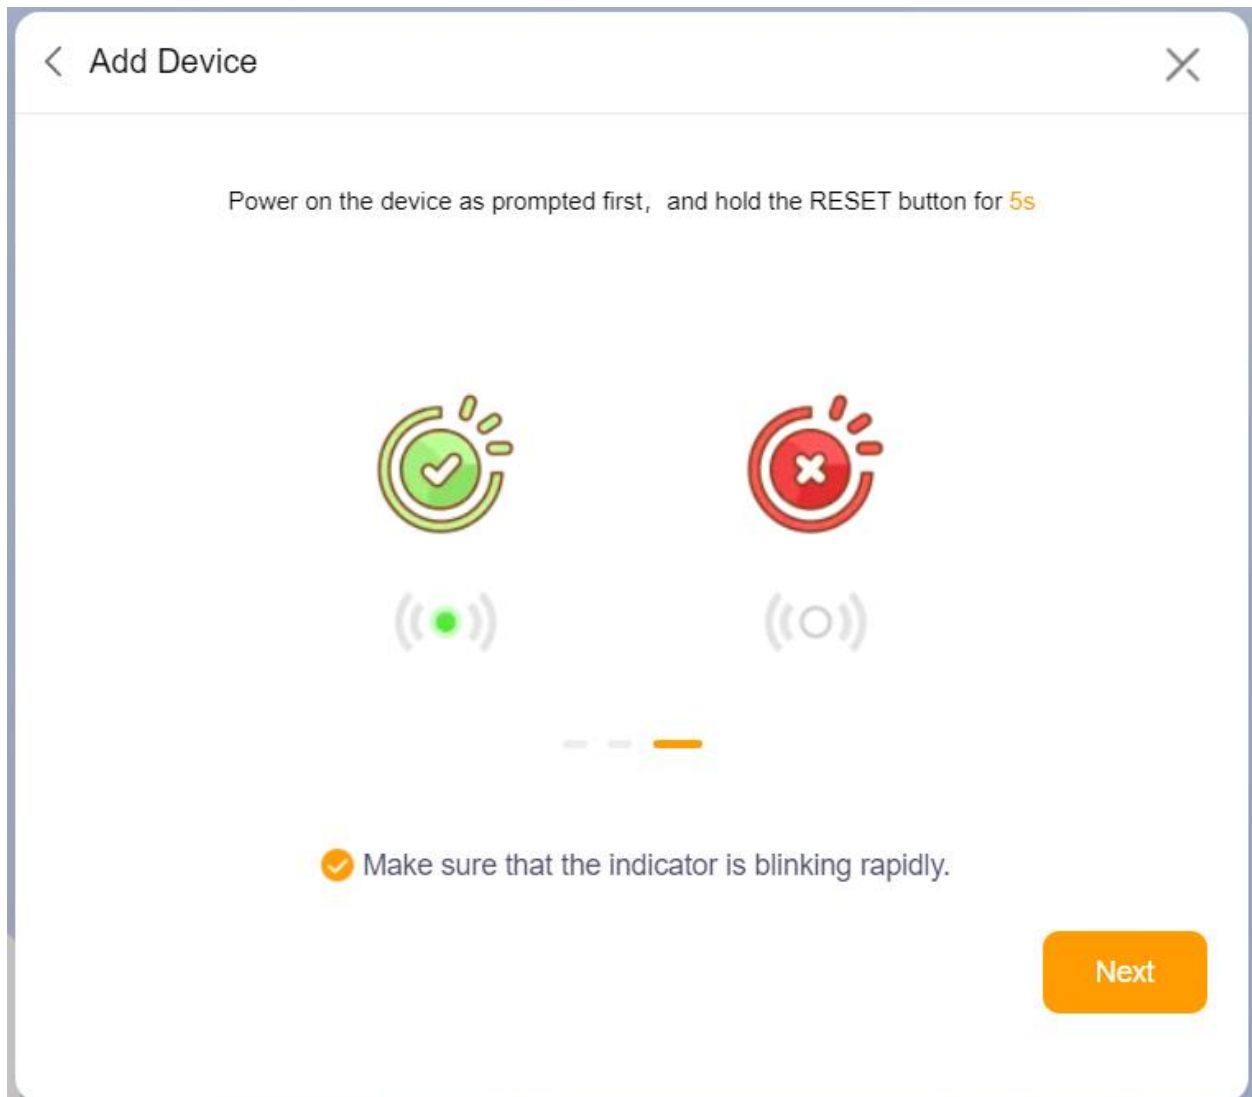 Add Device
Power on the device as prompted first，and hold the RESET button for 5s
Make sure that the indicator is blinking rapidly.
Next